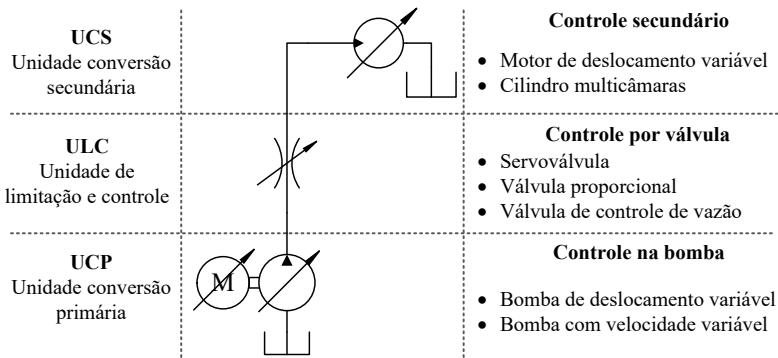 UCS
Unidade conversão
secundária
Controle secundário
• Motor de deslocamento variável
• Cilindro multicâmaras
ULC
Unidade de
limitação e controle
Controle por válvula
• Servoválvula
• Válvula proporcional
• Válvula de controle de vazão
UCP
Unidade conversão
primária
M
Controle na bomba
• Bomba de deslocamento variável
• Bomba com velocidade variável